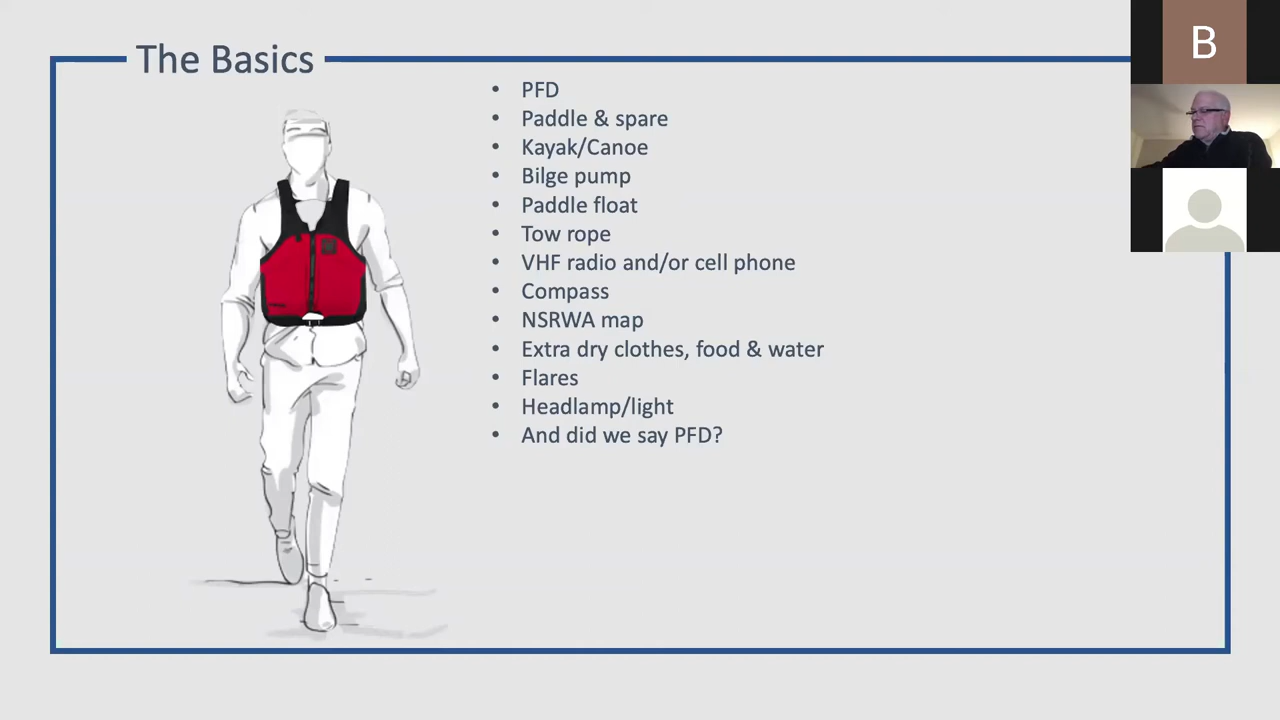 The Basics
B
• PFD
• Paddle & spare
• Kayak/Canoe
• Bilge pump
• Paddle float
• Tow rope
• VHF radio and/or cell phone
• Compass
• NSRWA map
• Extra dry clothes, food & water
• Flares
• Headlamp/light
• And did we say PFD?